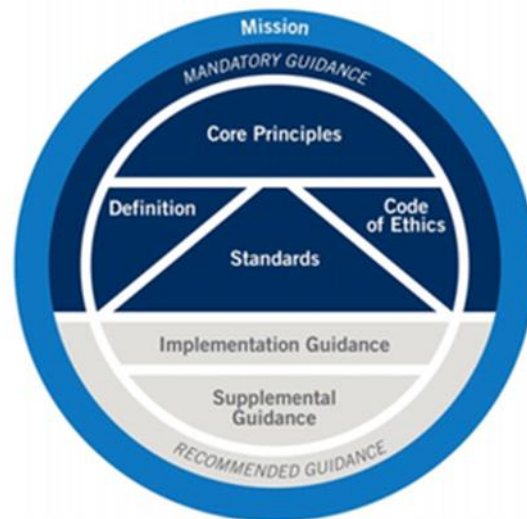 Mission
MANDATORY GUIDANCE
Core Principles
Definition
Code
of Ethics
Standards
Implementation Guidance
Supplemental
Guidance
RECOMMENDED GUIDANCE